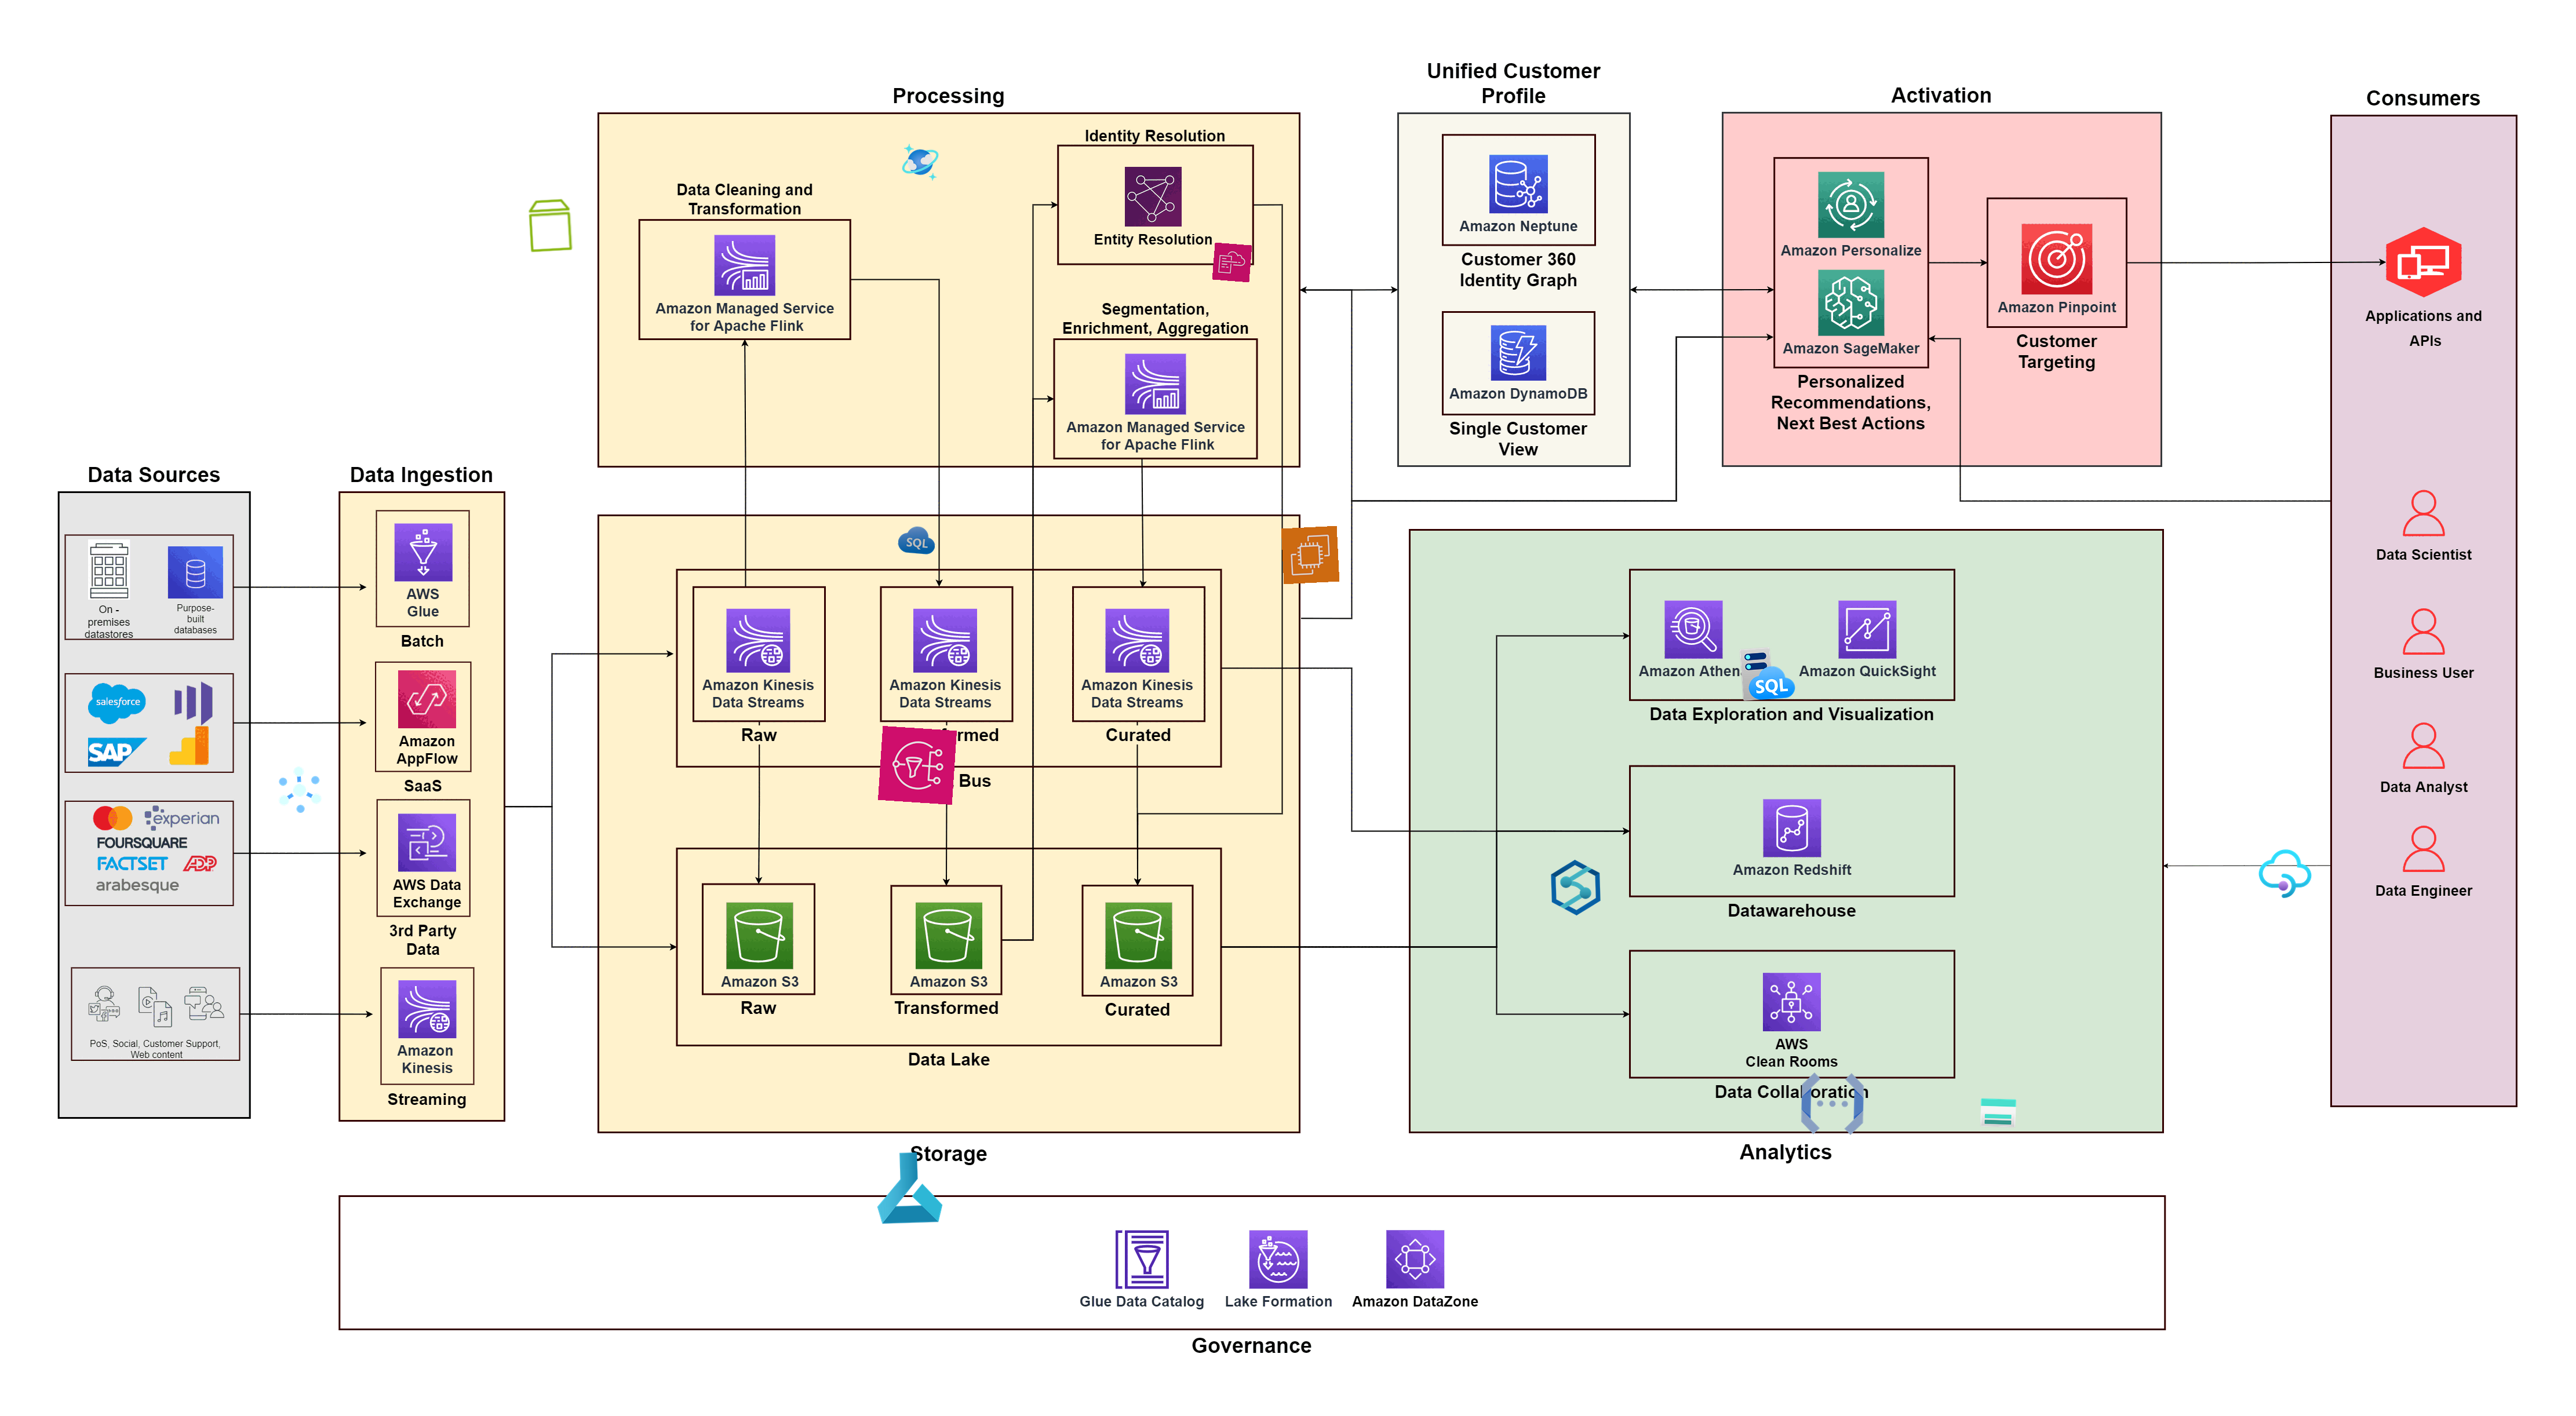 Unified Customer
Profile
Processing
Activation
Consumers
Identity Resolution
Entity Resolution
Data Cleaning and
Transformation
Amazon Managed Service
for Apache Flink
Segmentation,
Enrichment, Aggregation
Amazon Managed Service
for Apache Flink
Amazon Neptune
Customer 360
Identity Graph
Amazon DynamoDB
Single Customer
View
Amazon Personalize
Amazon SageMaker
Personalized
Recommendations,
Next Best Actions
Amazon Pinpoint
Customer
Targeting
Applications and
APIs
Data Scientist
Business User
Data Analyst
Data Engineer
Data Sources
On -
premises
datastores
Purpose-
built
databases
salesforce
SAP
experian
FOURSQUARE
FACTSET
ADP
arabesque
PoS, Social, Customer Support,
Web content
Data Ingestion
AWS
Glue
Batch
Amazon
AppFlow
SaaS
AWS Data
Exchange
3rd Party
Data
Amazon
Kinesis
Streaming
SQL
Amazon Kinesis
Data Streams
Raw
Amazon Kinesis
Data Streams
Amazon Kinesis
Data Streams
Curated
Bus
Amazon S3
Raw
Amazon S3
Transformed
Amazon S3
Curated
Data Lake
Storage
Amazon
Amazon QuickSight
SQL
Data Exploration and Visualization
Amazon Redshift
Datawarehouse
AWS
Clean Rooms
Data Collaboration
Analytics
Glue Data Catalog
Lake Formation
Amazon DataZone
Governance